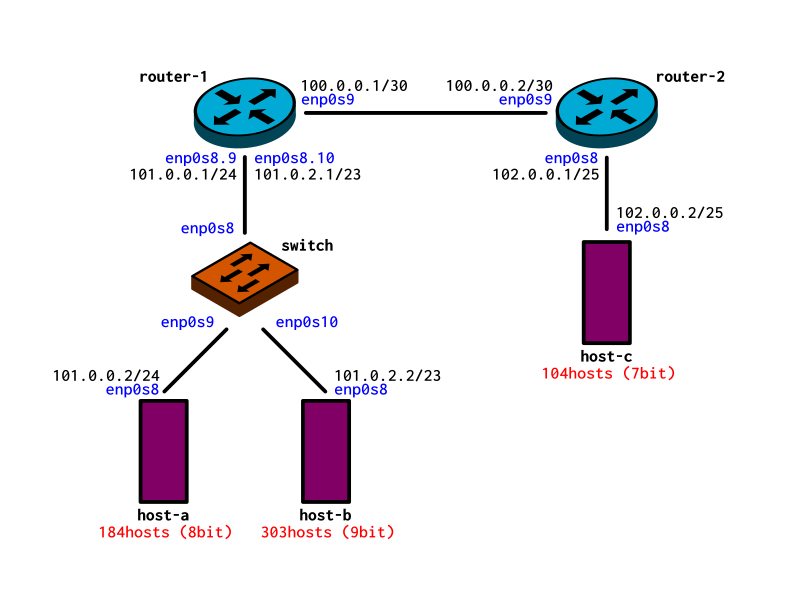 router-1
router-2
100.0.0.1/30
100.0.0.2/30
enp0s9
enp0s9
enp0s8.9
enp0s8.10
enp0s8
101.0.0.1/24
101.0.2.1/23
102.0.0.1/25
102.0.0.2/25
enp0s8
enp0s8
switch
enp0s9
enp0s10
host-c
104hosts (7bit)
101.0.0.2/24
101.0.2.2/23
enp0s8
enp0s8
host-a
host-b
184hosts (8bit)
303hosts (9bit)